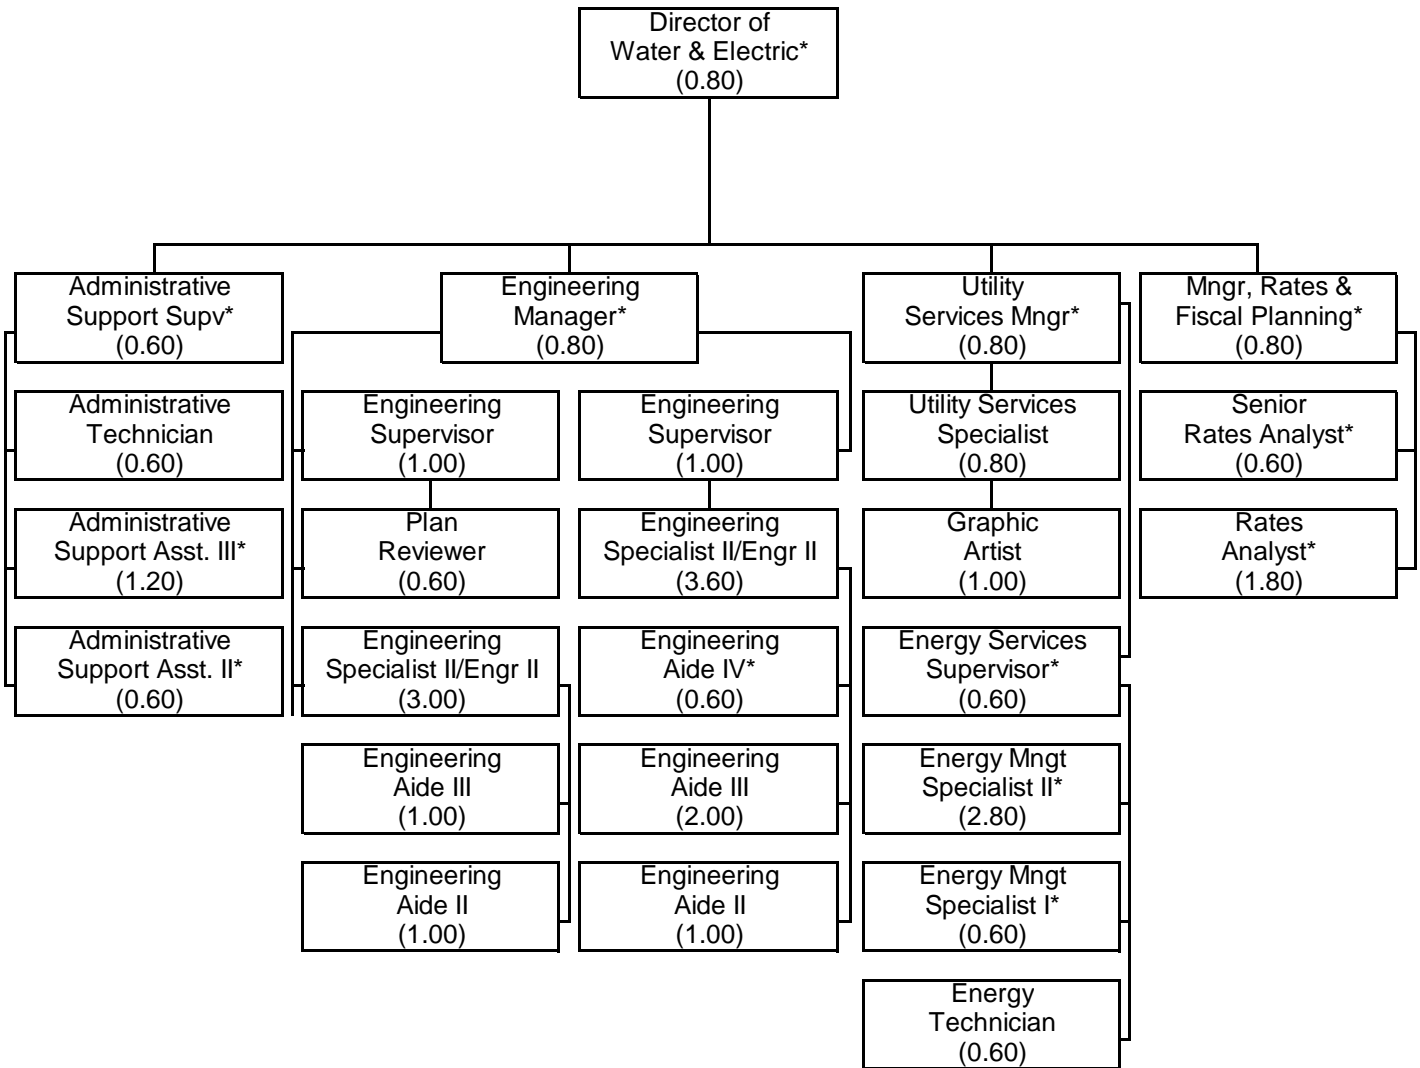 Director of
Water & Electric*
(0.80)
Administrative
Support Supv*
(0.60)
Engineering
Manager*
(0.80)
Utility
Services Mngr*
(0.80)
Mngr, Rates &
Fiscal Planning*
(0.80)
Administrative
Technician
(0.60)
Engineering
Supervisor
(1.00)
Engineering
Supervisor
(1.00)
Utility Services
Specialist
(0.80)
Senior
Rates Analyst*
(0.60)
Administrative
Support Asst. III*
(1.20)
Plan
Reviewer
(0.60)
Engineering
Specialist II/Engr II
(3.60)
Graphic
Artist
(1.00)
Rates
Analyst*
(1.80)
Administrative
Support Asst. II*
(0.60)
Engineering
Specialist II/Engr II
(3.00)
Engineering
Aide IV*
(0.60)
Energy Services
Supervisor*
(0.60)
Engineering
Aide III
(1.00)
Engineering
Aide III
(2.00)
Energy Mngt
Specialist II*
(2.80)
Engineering
Aide II
(1.00)
Engineering
Aide II
(1.00)
Energy Mngt
Specialist I*
(0.60)
Energy
Technician
(0.60)